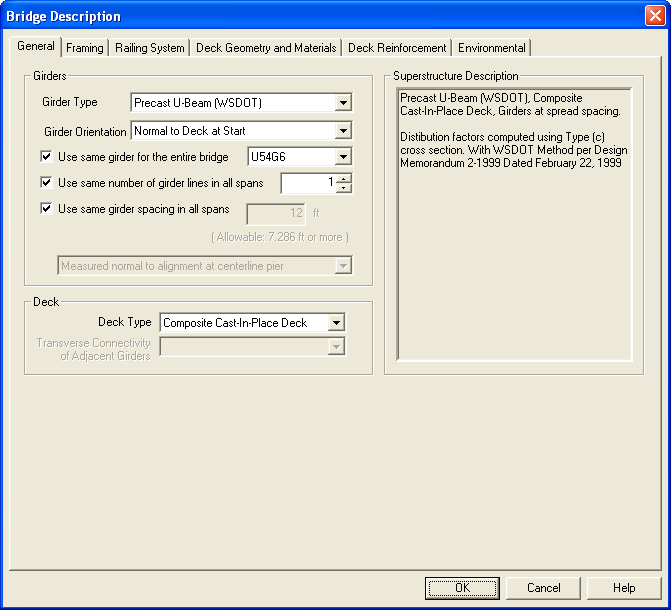 Bridge Description
General Framing Railing System Deck Geometry and Materials Deck Reinforcement Environmental
Girders
Girder Type Precast U-Beam (WSDOT)
Girder Orientation Normal to Deck at Start
Use same girder for the entire bridge U54G6
Use same number of girder lines in all spans 1
Use same girder spacing in all spans 12 ft
( Allowable: 7.286 ft or more )
Measured normal to alignment at centerline pier
Deck
Deck Type Composite Cast-In-Place Deck
Transverse Connectivity
of Adjacent Girders
Superstructure Description
Precast U-Beam (WSDOT), Composite
Cast-In-Place Deck, Girders at spread spacing.
Distibution factors computed using Type (c)
cross section. With WSDOT Method per Design
Memorandum 2-1999 Dated February 22, 1999
OK Cancel Help